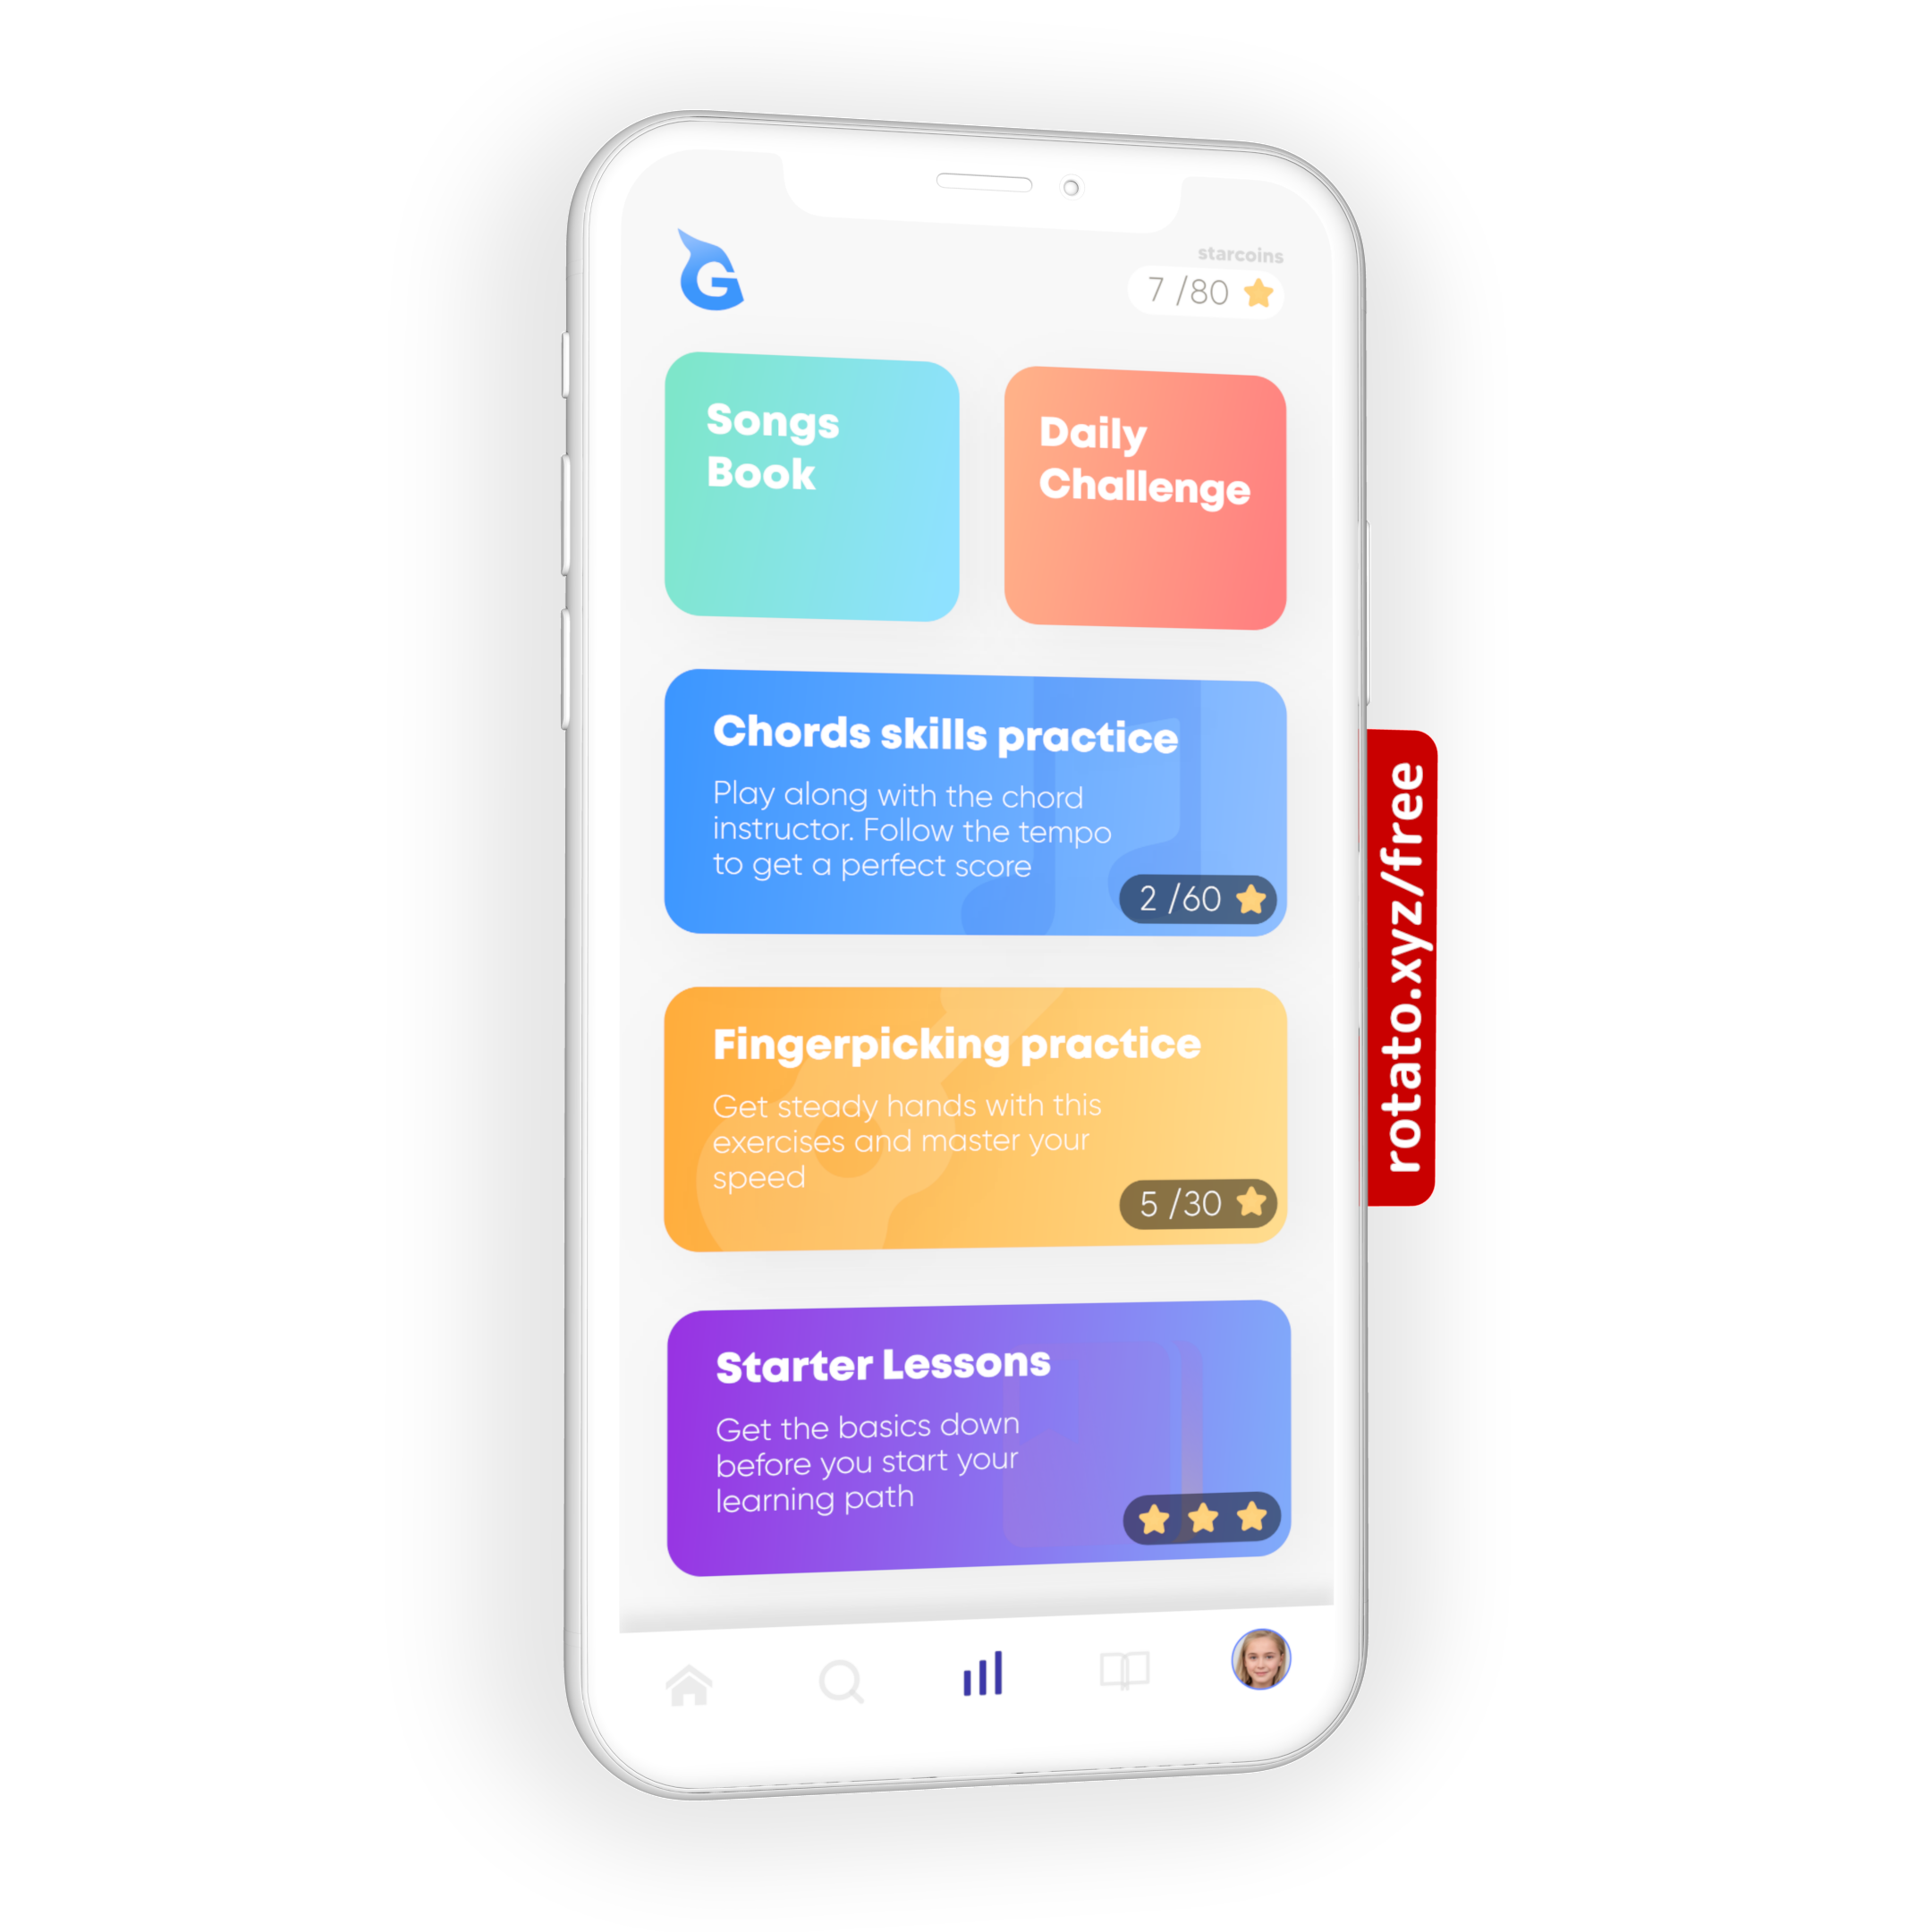 G
starcoins
7 /80
Songs
Book
Daily
Challenge
Chords skills practice
Play along with the chord
instructor. Follow the tempo
to get a perfect score
2 /60
Fingerpicking practice
Get steady hands with this
exercises and master your
speed
5 /30
Starter Lessons
Get the basics down
before you start your
learning path
rotato.xyz/free